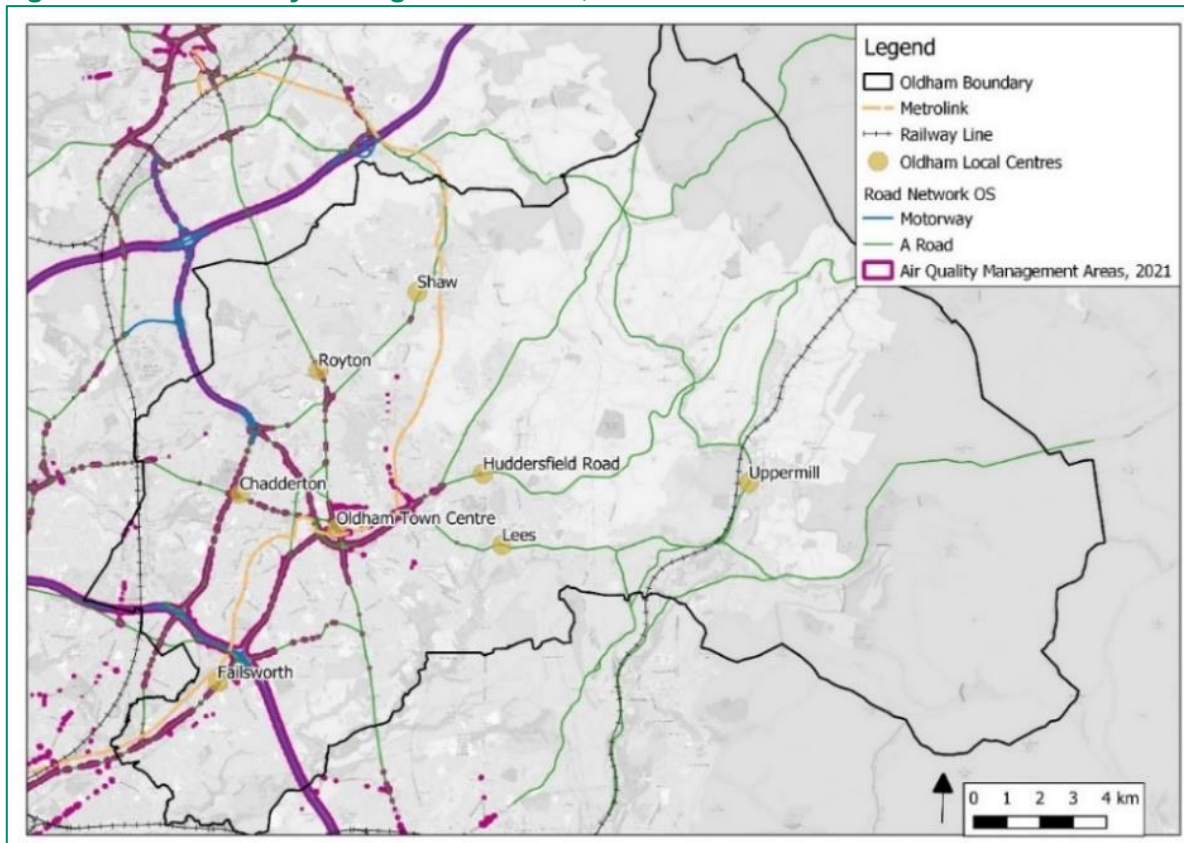 Legend
Oldham Boundary
Metrolink
Railway Line
Oldham Local Centres
Road Network OS
Motorway
A Road
Air Quality Management Areas, 2021
Shaw
Royton
Huddersfield Road
Chadderton
Uppermill
Oldham Town Centre
Lees
Failsworth
0 1 2 3 4 km